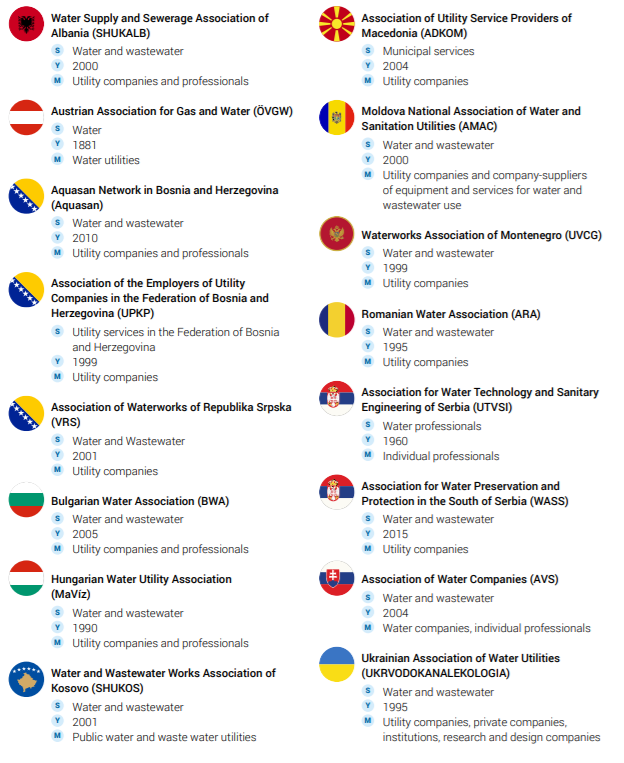 Water Supply and Sewerage Association of
Albania (SHUKALB)
S Water and wastewater
Y 2000
M Utility companies and professionals
Austrian Association for Gas and Water (ÖVGW)
S Water
Y 1881
M Water utilities
Aquasan Network in Bosnia and Herzegovina
(Aquasan)
S Water and wastewater
Y 2010
M Utility companies and professionals
Association of the Employers of Utility
Companies in the Federation of Bosnia and
Herzegovina (UPKP)
S Utility services in the Federation of Bosnia
and Herzegovina
Y 1999
M Utility companies
Association of Waterworks of Republika Srpska
(VRS)
S Water and Wastewater
Y 2001
M Utility companies
Bulgarian Water Association (BWA)
S Water and wastewater
Y 2005
M Utility companies and professionals
Hungarian Water Utility Association
(MaVíz)
S Water and wastewater
Y 1990
M Utility companies and professionals
Water and Wastewater Works Association of
Kosovo (SHUKOS)
S Water and wastewater
Y 2001
M Public water and waste water utilities
Association of Utility Service Providers of
Macedonia (ADKOM)
S Municipal services
Y 2004
M Utility companies
Moldova National Association of Water and
Sanitation Utilities (AMAC)
S Water and wastewater
Y 2000
M Utility companies and company-suppliers
of equipment and services for water and
wastewater use
Waterworks Association of Montenegro (UVCG)
S Water and wastewater
Y 1999
M Utility companies
Romanian Water Association (ARA)
S Water and wastewater
Y 1995
M Utility companies
Association for Water Technology and Sanitary
Engineering of Serbia (UTVSI)
S Water professionals
Y 1960
M Individual professionals
Association for Water Preservation and
Protection in the South of Serbia (WASS)
S Water and wastewater
Y 2015
M Utility companies
Association of Water Companies (AVS)
S Water and wastewater
Y 2004
M Water companies, individual professionals
Ukrainian Association of Water Utilities
(UKRVODOKANALEKOLOGIA)
S Water and wastewater
Y 1995
M Utility companies, private companies,
institutions, research and design companies